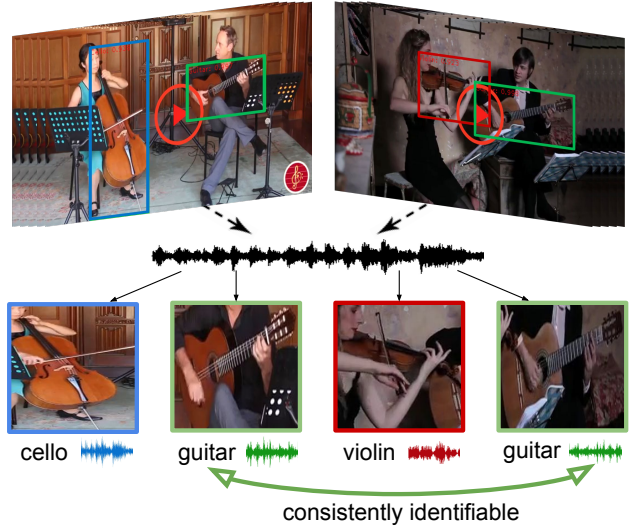 cello
guitar
violin
guitar
consistently identifiable